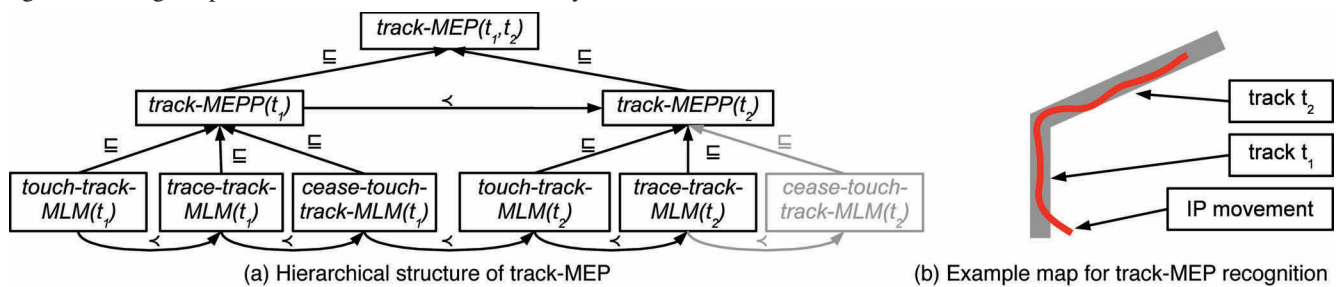 track-MEP(t₁,t₂)
⊑ ⊑
track-MEPP(t₁) ≺ track-MEPP(t₂)
⊑ ⊑ ⊑ ⊑ ⊑ ⊑
touch-track-
MLM(t₁)
trace-track-
MLM(t₁)
cease-touch-
track-MLM(t₁)
touch-track-
MLM(t₂)
trace-track-
MLM(t₂)
cease-touch-
track-MLM(t₂)
≺ ≺ ≺ ≺ ≺
(a) Hierarchical structure of track-MEP
track t₂
track t₁
IP movement
(b) Example map for track-MEP recognition